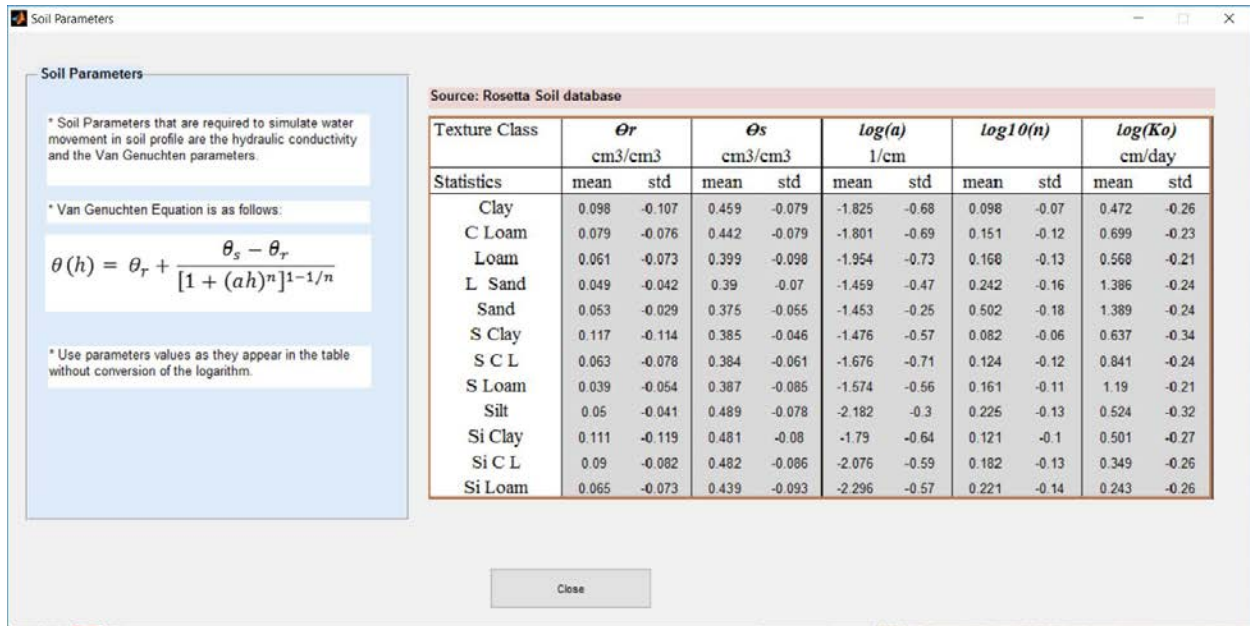 Soil Parameters
Soil Parameters
* Soil Parameters that are required to simulate water
movement in soil profile are the hydraulic conductivity
and the Van Genuchten parameters.
* Van Genuchten Equation is as follows:
θ(h) = θr + (θs − θr) / [1 + (ah)^n]^1−1/n
* Use parameters values as they appear in the table
without conversion of the logarithm.
Source: Rosetta Soil database
Texture Class Ѳr Ѳs log(a) log10(n) log(Ko)
cm3/cm3 cm3/cm3 1/cm cm/day
Statistics mean std mean std mean std mean std mean std
Clay 0.098 -0.107 0.459 -0.079 -1.825 -0.68 0.098 -0.07 0.472 -0.26
C Loam 0.079 -0.076 0.442 -0.079 -1.801 -0.69 0.151 -0.12 0.699 -0.23
Loam 0.061 -0.073 0.399 -0.098 -1.954 -0.73 0.168 -0.13 0.568 -0.21
L Sand 0.049 -0.042 0.39 -0.07 -1.459 -0.47 0.242 -0.16 1.386 -0.24
Sand 0.053 -0.029 0.375 -0.055 -1.453 -0.25 0.502 -0.18 1.389 -0.24
S Clay 0.117 -0.114 0.385 -0.046 -1.476 -0.57 0.082 -0.06 0.637 -0.34
S C L 0.063 -0.078 0.384 -0.061 -1.676 -0.71 0.124 -0.12 0.841 -0.24
S Loam 0.039 -0.054 0.387 -0.085 -1.574 -0.56 0.161 -0.11 1.19 -0.21
Silt 0.05 -0.041 0.489 -0.078 -2.182 -0.3 0.225 -0.13 0.524 -0.32
Si Clay 0.111 -0.119 0.481 -0.08 -1.79 -0.64 0.121 -0.1 0.501 -0.27
Si C L 0.09 -0.082 0.482 -0.086 -2.076 -0.59 0.182 -0.13 0.349 -0.26
Si Loam 0.065 -0.073 0.439 -0.093 -2.296 -0.57 0.221 -0.14 0.243 -0.26
Close